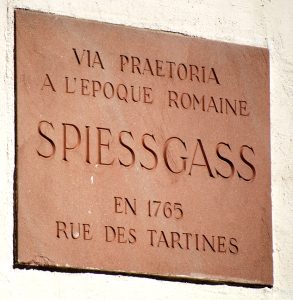 VIA PRAETORIA
A L'EPOQUE ROMAINE
SPIESSGASS
EN 1765
RUE DES TARTINES